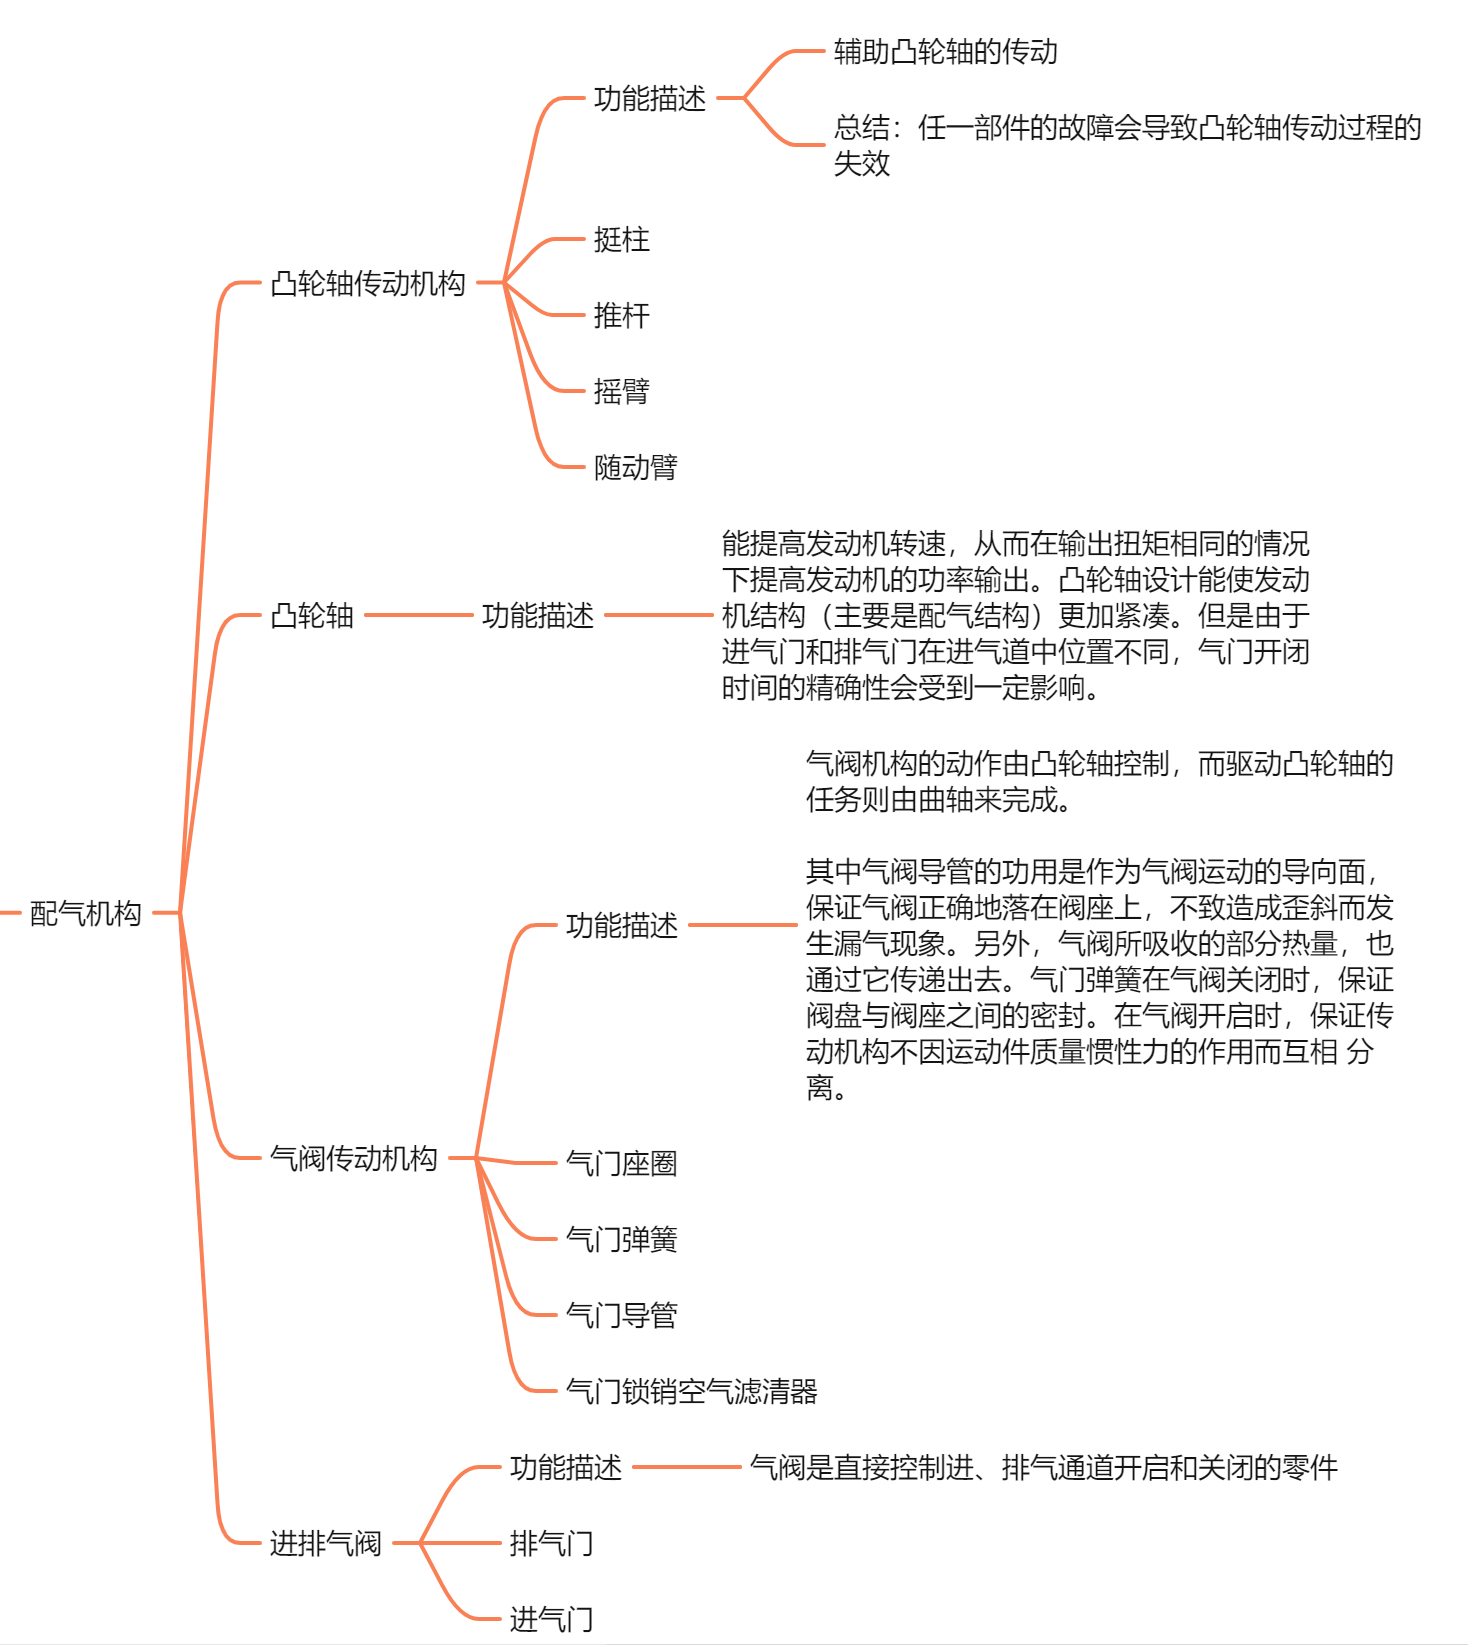 辅助凸轮轴的传动
功能描述
总结：任一部件的故障会导致凸轮轴传动过程的
失效
挺柱
凸轮轴传动机构
推杆
摇臂
随动臂
能提高发动机转速，从而在输出扭矩相同的情况
下提高发动机的功率输出。凸轮轴设计能使发动
凸轮轴
功能描述
机结构（主要是配气结构）更加紧凑。但是由于
进气门和排气门在进气道中位置不同，气门开闭
时间的精确性会受到一定影响。
气阀机构的动作由凸轮轴控制，而驱动凸轮轴的
任务则由曲轴来完成。
其中气阀导管的功用是作为气阀运动的导向面，
保证气阀正确地落在阀座上，不致造成歪斜而发
配气机构
功能描述
生漏气现象。另外，气阀所吸收的部分热量，也
通过它传递出去。气门弹簧在气阀关闭时，保证
阀盘与阀座之间的密封。在气阀开启时，保证传
动机构不因运动件质量惯性力的作用而互相 分
离。
气阀传动机构
气门座圈
气门弹簧
气门导管
气门锁销空气滤清器
功能描述
气阀是直接控制进、排气通道开启和关闭的零件
进排气阀
排气门
进气门